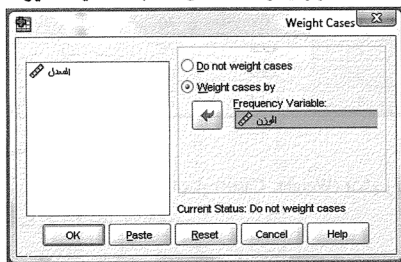 Weight Cases
المعدل
Do not weight cases
Weight cases by
Frequency Variable:
الوزن
Current Status: Do not weight cases
OK
Paste
Reset
Cancel
Help